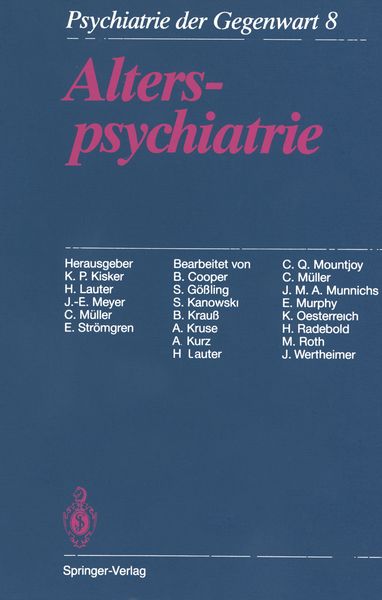 Psychiatrie der Gegenwart 8
Alters-
psychiatrie
Herausgeber
K. P. Kisker
H. Lauter
J.-E. Meyer
C. Müller
E. Strömgren
Bearbeitet von
B. Cooper
S. Gößling
S. Kanowski
B. Krauß
A. Kruse
A. Kurz
H. Lauter
C. Q. Mountjoy
C. Müller
J. M. A. Munnichs
E. Murphy
K. Oesterreich
H. Radebold
M. Roth
J. Wertheimer
Springer-Verlag